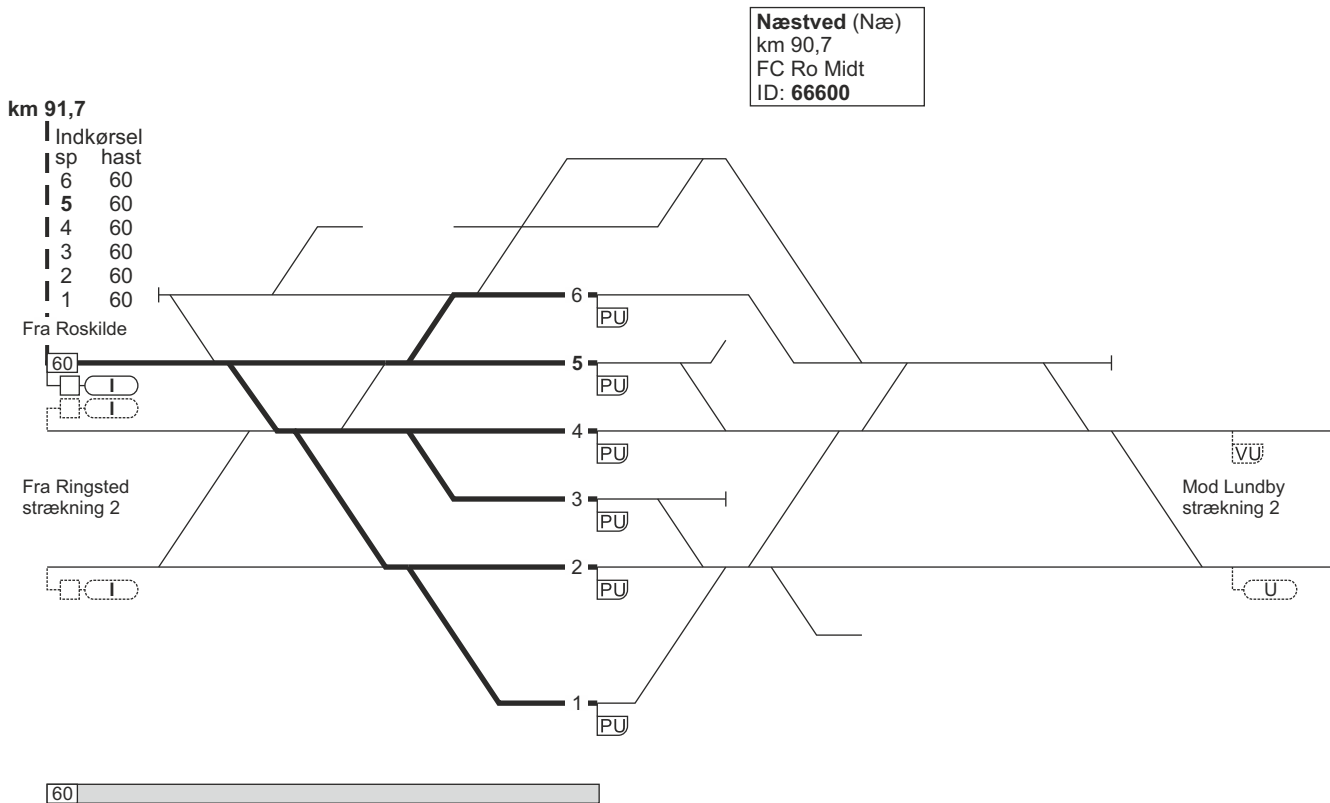 Næstved (Næ)
km 90,7
FC Ro Midt
ID: 66600
km 91,7
Indkørsel
sp hast
6 60
5 60
4 60
3 60
2 60
1 60
Fra Roskilde
60
I
I
Fra Ringsted
strækning 2
I
6
PU
5
PU
4
PU
3
PU
2
PU
1
PU
VU
Mod Lundby
strækning 2
U
60